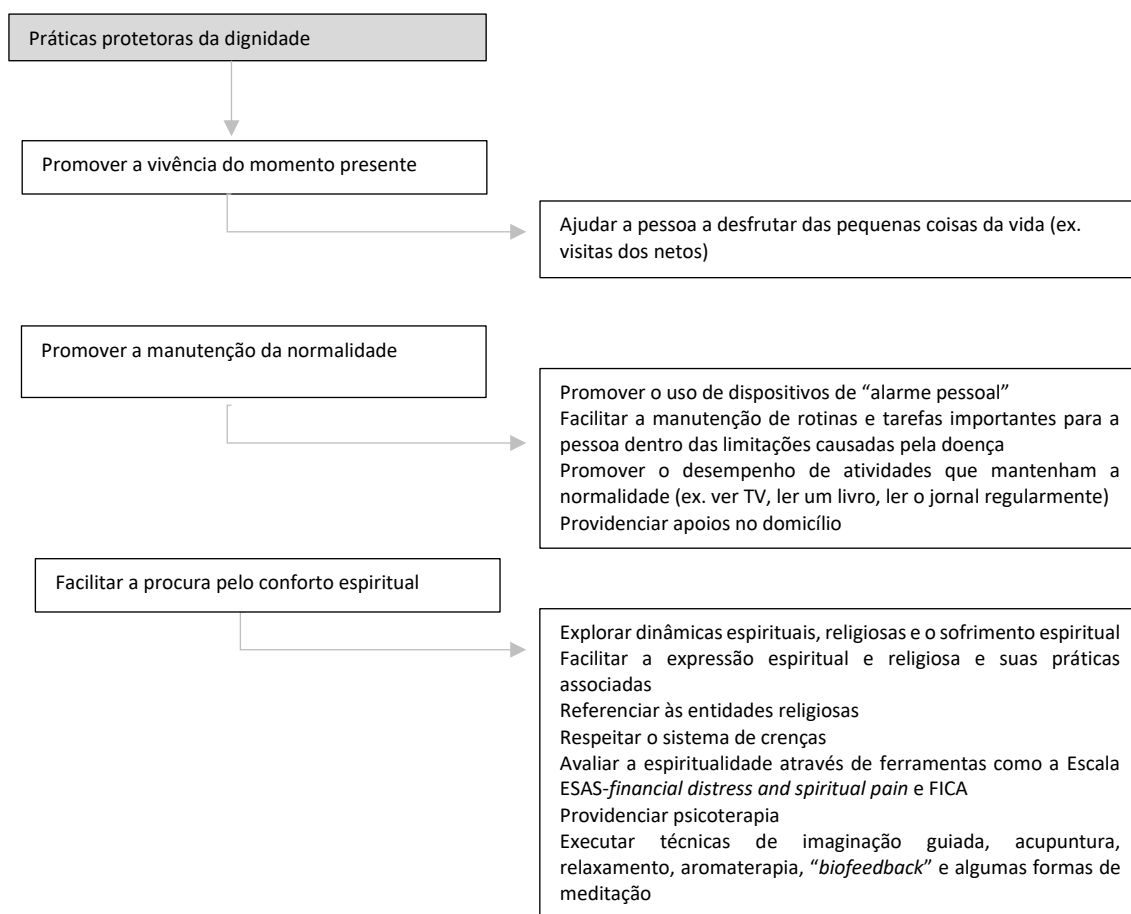 Práticas protetoras da dignidade
Promover a vivência do momento presente
Ajudar a pessoa a desfrutar das pequenas coisas da vida (ex.
visitas dos netos)
Promover a manutenção da normalidade
Promover o uso de dispositivos de “alarme pessoal”
Facilitar a manutenção de rotinas e tarefas importantes para a
pessoa dentro das limitações causadas pela doença
Promover o desempenho de atividades que mantenham a
normalidade (ex. ver TV, ler um livro, ler o jornal regularmente)
Providenciar apoios no domicílio
Facilitar a procura pelo conforto espiritual
Explorar dinâmicas espirituais, religiosas e o sofrimento espiritual
Facilitar a expressão espiritual e religiosa e suas práticas
associadas
Referenciar às entidades religiosas
Respeitar o sistema de crenças
Avaliar a espiritualidade através de ferramentas como a Escala
ESAS-financial distress and spiritual pain e FICA
Providenciar psicoterapia
Executar técnicas de imaginação guiada, acupuntura,
relaxamento, aromaterapia, “biofeedback” e algumas formas de
meditação